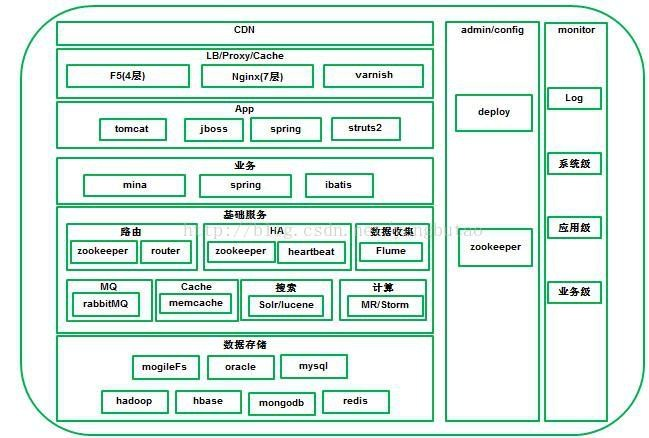 CDN
LB/Proxy/Cache
F5(4层)
Nginx(7层)
varnish
App
tomcat
jboss
spring
struts2
业务
mina
spring
ibatis
基础服务
路由
zookeeper
router
HA
zookeeper
heartbeat
数据收集
Flume
MQ
rabbitMQ
Cache
memcache
搜索
Solr/lucene
计算
MR/Storm
数据存储
mogileFs
oracle
mysql
hadoop
hbase
mongodb
redis
admin/config
deploy
zookeeper
monitor
Log
系统级
应用级
业务级